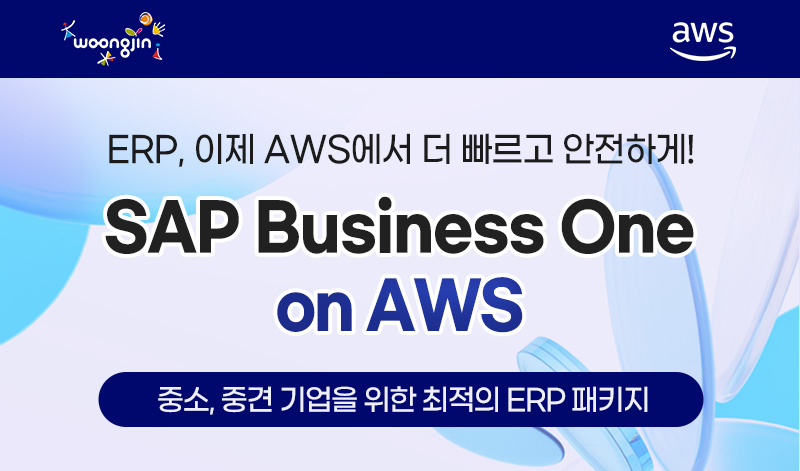 woongjin
aws
ERP, 이제 AWS에서 더 빠르고 안전하게!
SAP Business One
on AWS
중소, 중견 기업을 위한 최적의 ERP 패키지